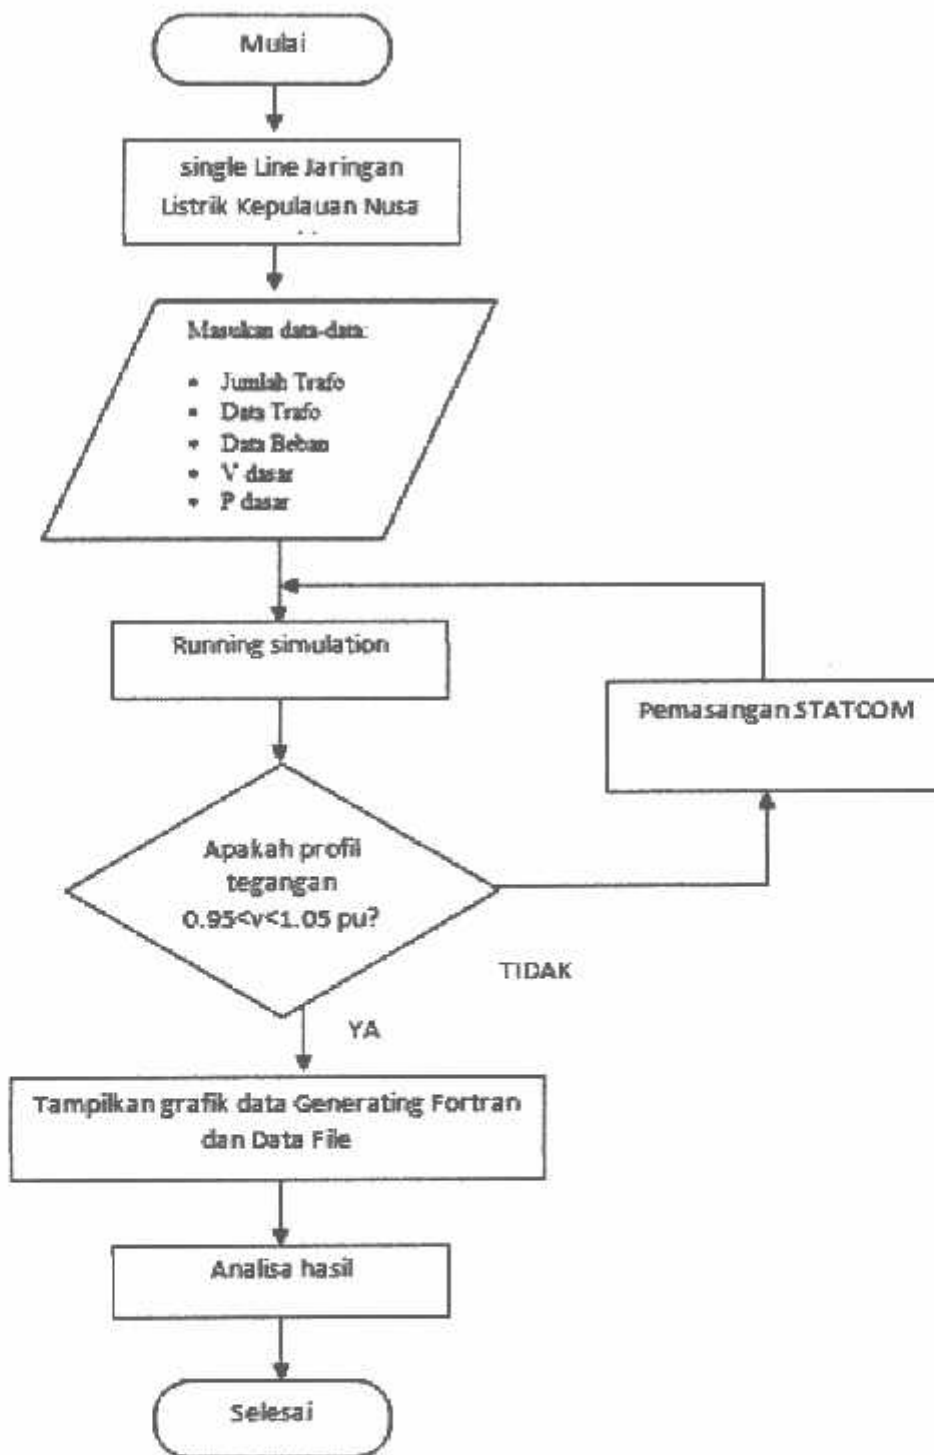 Mulai
single Line Jaringan
Listrik Kepulauan Nusa
Masukan data-data:
• Jumlah Trafo
• Data Trafo
• Data Beban
• V dasar
• P dasar
Running simulation
Pemasangan STATCOM
Apakah profil
tegangan
0.95<v<1.05 pu?
TIDAK
YA
Tampilkan grafik data Generating Fortran
dan Data File
Analisa hasil
Selesai